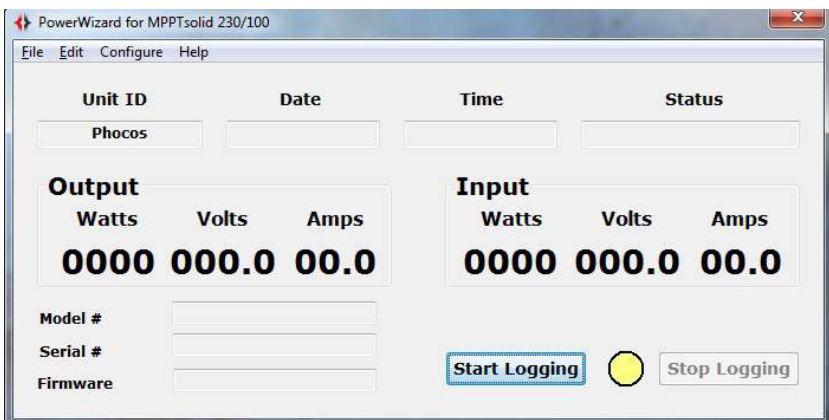 PowerWizard for MPPTsolid 230/100
File Edit Configure Help
Unit ID Date Time Status
Phocos
Output Input
Watts Volts Amps Watts Volts Amps
0000 000.0 00.0 0000 000.0 00.0
Model #
Serial #
Start Logging Stop Logging
Firmware